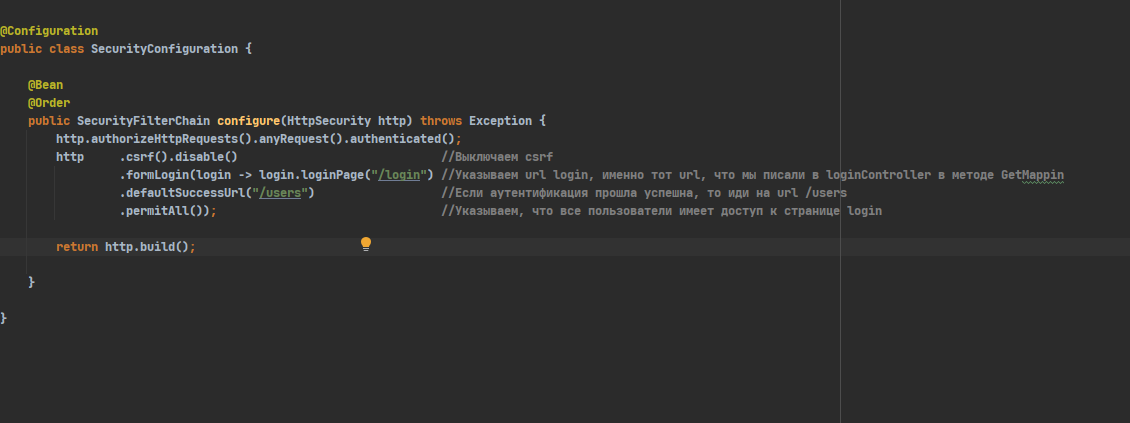 @Configuration
public class SecurityConfiguration {
@Bean
@Order
public SecurityFilterChain configure(HttpSecurity http) throws Exception {
http.authorizeHttpRequests().anyRequest().authenticated();
http .csrf().disable() //Выключаем csrf
.formLogin(login -> login.loginPage("/login") //Указываем url login, именно тот url, что мы писали в loginController в методе GetMappin
.defaultSuccessUrl("/users") //Если аутентификация прошла успешна, то иди на url /users
.permitAll()); //Указываем, что все пользователи имеет доступ к странице login
return http.build();
}
}